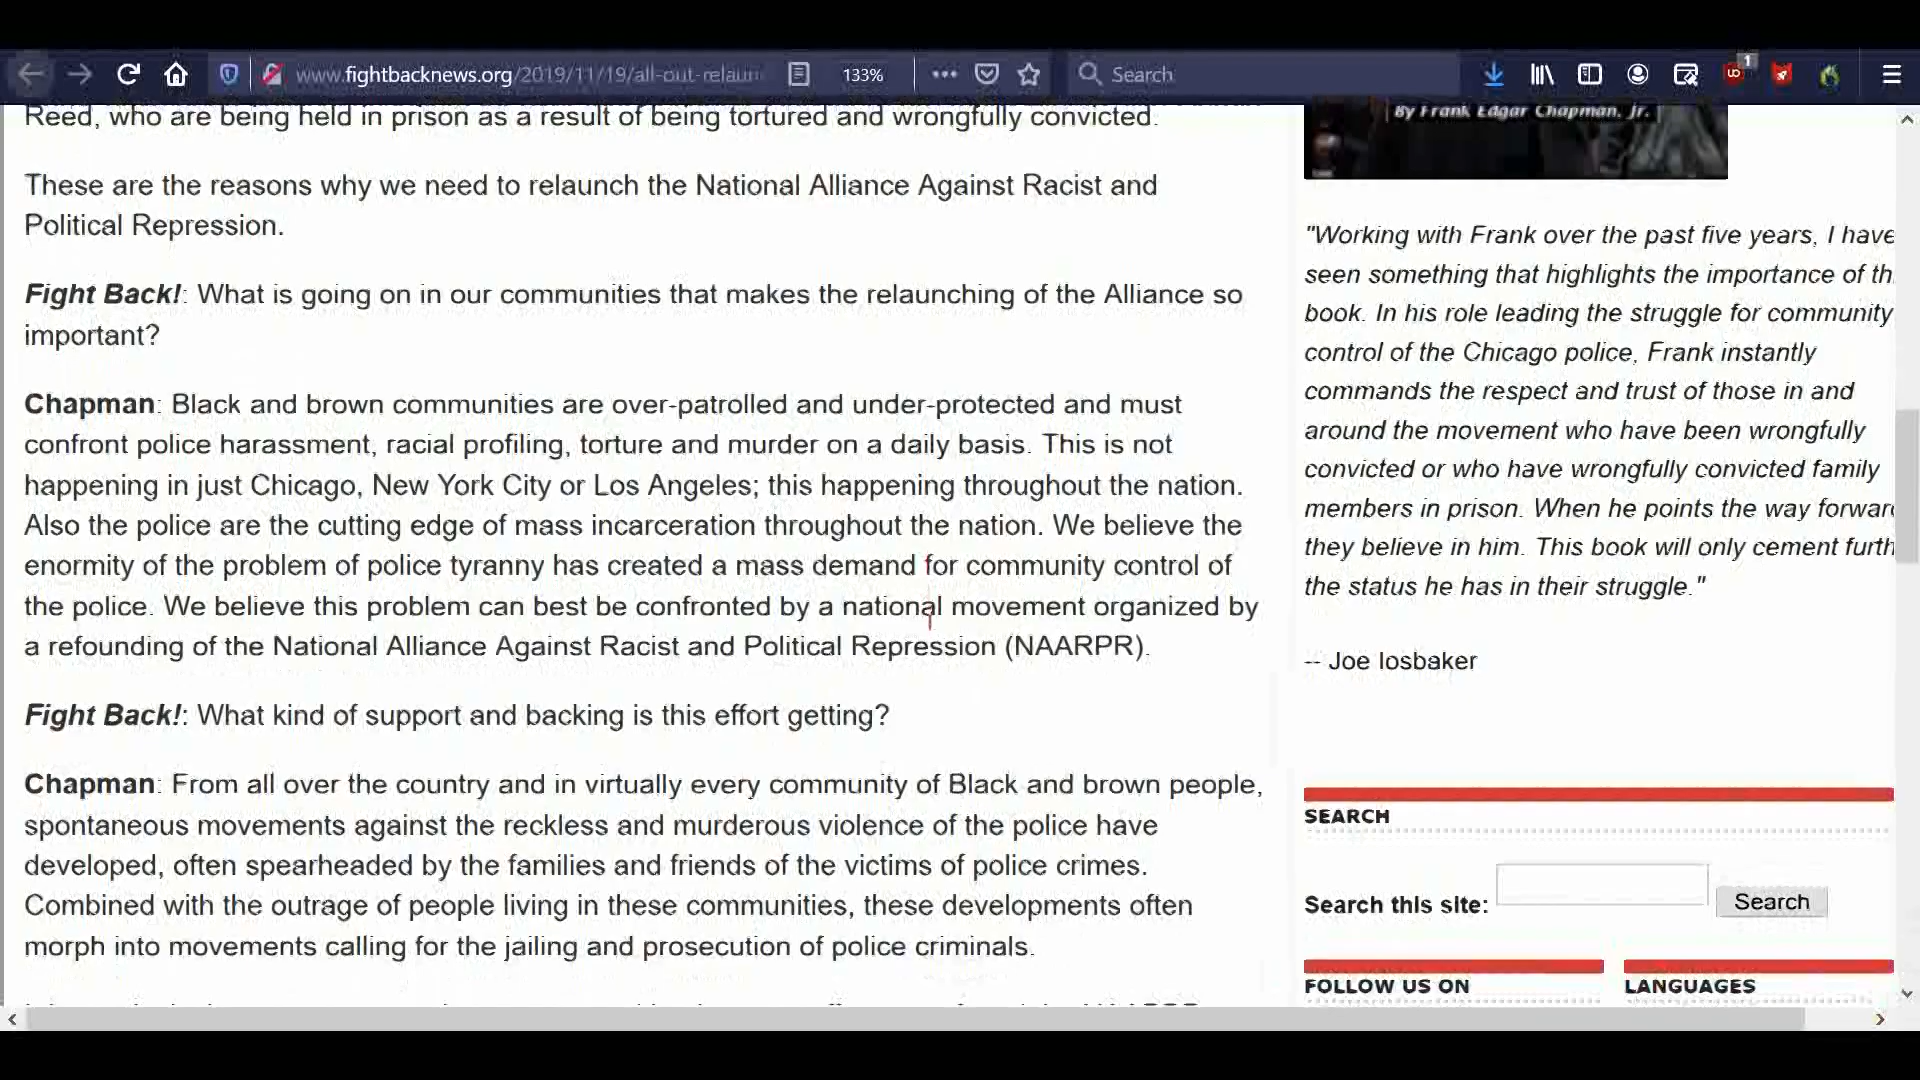 www.fightbacknews.org/2019/11/19/all-out-relaun
133%
Search
1
Reed, who are being held in prison as a result of being tortured and wrongfully convicted.
These are the reasons why we need to relaunch the National Alliance Against Racist and
Political Repression.
Fight Back!: What is going on in our communities that makes the relaunching of the Alliance so
important?
Chapman: Black and brown communities are over-patrolled and under-protected and must
confront police harassment, racial profiling, torture and murder on a daily basis. This is not
happening in just Chicago, New York City or Los Angeles; this happening throughout the nation.
Also the police are the cutting edge of mass incarceration throughout the nation. We believe the
enormity of the problem of police tyranny has created a mass demand for community control of
the police. We believe this problem can best be confronted by a national movement organized by
a refounding of the National Alliance Against Racist and Political Repression (NAARPR).
Fight Back!: What kind of support and backing is this effort getting?
Chapman: From all over the country and in virtually every community of Black and brown people,
spontaneous movements against the reckless and murderous violence of the police have
developed, often spearheaded by the families and friends of the victims of police crimes.
Combined with the outrage of people living in these communities, these developments often
morph into movements calling for the jailing and prosecution of police criminals.
By Frank Edgar Chapman, Jr.
"Working with Frank over the past five years, I have
seen something that highlights the importance of th
book. In his role leading the struggle for community
control of the Chicago police, Frank instantly
commands the respect and trust of those in and
around the movement who have been wrongfully
convicted or who have wrongfully convicted family
members in prison. When he points the way forwar
they believe in him. This book will only cement furth
the status he has in their struggle."
-- Joe Iosbaker
SEARCH
Search this site:
Search
FOLLOW US ON
LANGUAGES